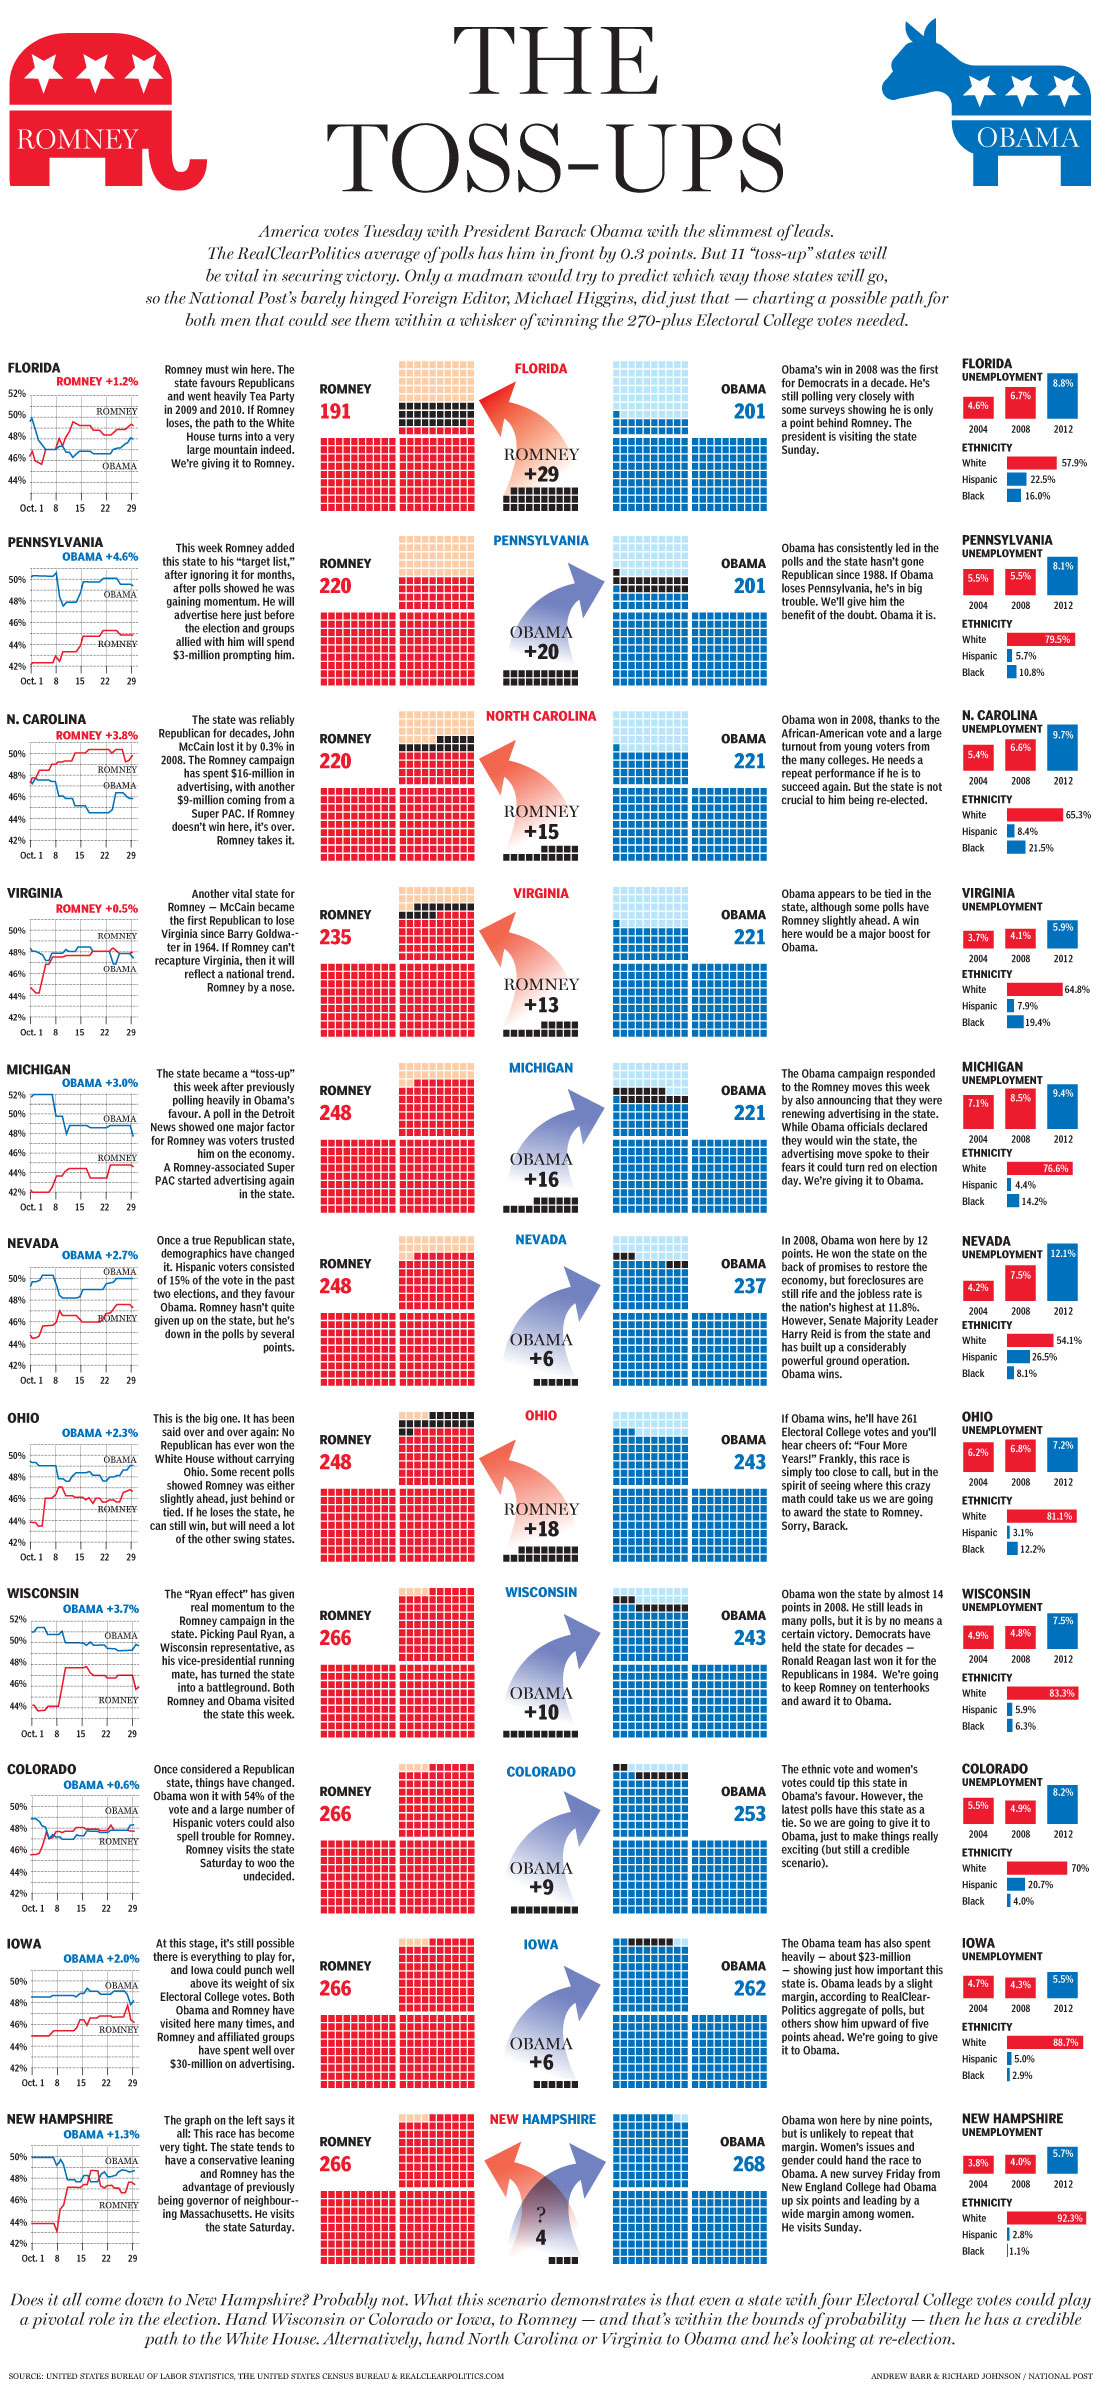 THE
TOSS-UPS
ROMNEY
OBAMA
America votes Tuesday with President Barack Obama with the slimmest of leads.
The RealClearPolitics average of polls has him in front by 0.3 points. But 11 “toss-up” states will
be vital in securing victory. Only a madman would try to predict which way those states will go,
so the National Post’s barely hinged Foreign Editor, Michael Higgins, did just that — charting a possible path for
both men that could see them within a whisker of winning the 270-plus Electoral College votes needed.
FLORIDA
ROMNEY +1.2%
52%
50%
48%
46%
44%
ROMNEY
OBAMA
Oct. 1 8 15 22 29
Romney must win here. The
state favours Republicans
and went heavily Tea Party
in 2009 and 2010. If Romney
loses, the path to the White
House turns into a very
large mountain indeed.
We’re giving it to Romney.
ROMNEY
191
FLORIDA
ROMNEY
+29
OBAMA
201
Obama’s win in 2008 was the first
for Democrats in a decade. He’s
still polling very closely with
some surveys showing he is only
a point behind Romney. The
president is visiting the state
Sunday.
FLORIDA
UNEMPLOYMENT
4.6% 6.7% 8.8%
2004 2008 2012
ETHNICITY
White 57.9%
Hispanic 22.5%
Black 16.0%
PENNSYLVANIA
OBAMA +4.6%
50%
48%
46%
44%
42%
OBAMA
ROMNEY
Oct. 1 8 15 22 29
This week Romney added
this state to his “target list,”
after ignoring it for months,
after polls showed he was
gaining momentum. He will
advertise here just before
the election and groups
allied with him will spend
$3-million prompting him.
ROMNEY
220
PENNSYLVANIA
OBAMA
+20
OBAMA
201
Obama has consistently led in the
polls and the state hasn’t gone
Republican since 1988. If Obama
loses Pennsylvania, he’s in big
trouble. We’ll give him the
benefit of the doubt. Obama it is.
PENNSYLVANIA
UNEMPLOYMENT
5.5% 5.5% 8.1%
2004 2008 2012
ETHNICITY
White 79.5%
Hispanic 5.7%
Black 10.8%
N. CAROLINA
ROMNEY +3.8%
50%
48%
46%
44%
42%
ROMNEY
OBAMA
Oct. 1 8 15 22 29
The state was reliably
Republican for decades, John
McCain lost it by 0.3% in
2008. The Romney campaign
has spent $16-million in
advertising, with another
$9-million coming from a
Super PAC. If Romney
doesn’t win here, it’s over.
Romney takes it.
ROMNEY
220
NORTH CAROLINA
ROMNEY
+15
OBAMA
221
Obama won in 2008, thanks to the
African-American vote and a large
turnout from young voters from
the many colleges. He needs a
repeat performance if he is to
succeed again. But the state is not
crucial to him being re-elected.
N. CAROLINA
UNEMPLOYMENT
5.4% 6.6% 9.7%
2004 2008 2012
ETHNICITY
White 65.3%
Hispanic 8.4%
Black 21.5%
VIRGINIA
ROMNEY +0.5%
50%
48%
46%
44%
42%
ROMNEY
OBAMA
Oct. 1 8 15 22 29
Another vital state for
Romney — McCain became
the first Republican to lose
Virginia since Barry Goldwa--
ter in 1964. If Romney can’t
recapture Virginia, then it will
reflect a national trend.
Romney by a nose.
ROMNEY
235
VIRGINIA
ROMNEY
+13
OBAMA
221
Obama appears to be tied in the
state, although some polls have
Romney slightly ahead. A win
here would be a major boost for
Obama.
VIRGINIA
UNEMPLOYMENT
3.7% 4.1% 5.9%
2004 2008 2012
ETHNICITY
White 64.8%
Hispanic 7.9%
Black 19.4%
MICHIGAN
OBAMA +3.0%
52%
50%
48%
46%
44%
42%
OBAMA
ROMNEY
Oct. 1 8 15 22 29
The state became a “toss-up”
this week after previously
polling heavily in Obama’s
favour. A poll in the Detroit
News showed one major factor
for Romney was voters trusted
him on the economy.
A Romney-associated Super
PAC started advertising again
in the state.
ROMNEY
248
MICHIGAN
OBAMA
+16
OBAMA
221
The Obama campaign responded
to the Romney moves this week
by also announcing that they were
renewing advertising in the state.
While Obama officials declared
they would win the state, the
advertising move spoke to their
fears it could turn red on election
day. We’re giving it to Obama.
MICHIGAN
UNEMPLOYMENT
7.1% 8.5% 9.4%
2004 2008 2012
ETHNICITY
White 76.6%
Hispanic 4.4%
Black 14.2%
NEVADA
OBAMA +2.7%
50%
48%
46%
44%
42%
OBAMA
ROMNEY
Oct. 1 8 15 22 29
Once a true Republican state,
demographics have changed
it. Hispanic voters consisted
of 15% of the vote in the past
two elections, and they favour
Obama. Romney hasn’t quite
given up on the state, but he’s
down in the polls by several
points.
ROMNEY
248
NEVADA
OBAMA
+6
OBAMA
237
In 2008, Obama won here by 12
points. He won the state on the
back of promises to restore the
economy, but foreclosures are
still rife and the jobless rate is
the nation’s highest at 11.8%.
However, Senate Majority Leader
Harry Reid is from the state and
has built up a considerably
powerful ground operation.
Obama wins.
NEVADA
UNEMPLOYMENT
4.2% 7.5% 12.1%
2004 2008 2012
ETHNICITY
White 54.1%
Hispanic 26.5%
Black 8.1%
OHIO
OBAMA +2.3%
50%
48%
46%
44%
42%
OBAMA
ROMNEY
Oct. 1 8 15 22 29
This is the big one. It has been
said over and over again: No
Republican has ever won the
White House without carrying
Ohio. Some recent polls
showed Romney was either
slightly ahead, just behind or
tied. If he loses the state, he
can still win, but will need a lot
of the other swing states.
ROMNEY
248
OHIO
ROMNEY
+18
OBAMA
243
If Obama wins, he’ll have 261
Electoral College votes and you’ll
hear cheers of: “Four More
Years!” Frankly, this race is
simply too close to call, but in the
spirit of seeing where this crazy
math could take us we are going
to award the state to Romney.
Sorry, Barack.
OHIO
UNEMPLOYMENT
6.2% 6.8% 7.2%
2004 2008 2012
ETHNICITY
White 81.1%
Hispanic 3.1%
Black 12.2%
WISCONSIN
OBAMA +3.7%
52%
50%
48%
46%
44%
OBAMA
ROMNEY
Oct. 1 8 15 22 29
The “Ryan effect” has given
real momentum to the
Romney campaign in the
state. Picking Paul Ryan, a
Wisconsin representative, as
his vice-presidential running
mate, has turned the state
into a battleground. Both
Romney and Obama visited
the state this week.
ROMNEY
266
WISCONSIN
OBAMA
+10
OBAMA
243
Obama won the state by almost 14
points in 2008. He still leads in
many polls, but it is by no means a
certain victory. Democrats have
held the state for decades —
Ronald Reagan last won it for the
Republicans in 1984. We’re going
to keep Romney on tenterhooks
and award it to Obama.
WISCONSIN
UNEMPLOYMENT
4.9% 4.8% 7.5%
2004 2008 2012
ETHNICITY
White 83.3%
Hispanic 5.9%
Black 6.3%
COLORADO
OBAMA +0.6%
50%
48%
46%
44%
42%
OBAMA
ROMNEY
Oct. 1 8 15 22 29
Once considered a Republican
state, things have changed.
Obama won it with 54% of the
vote and a large number of
Hispanic voters could also
spell trouble for Romney.
Romney visits the state
Saturday to woo the
undecided.
ROMNEY
266
COLORADO
OBAMA
+9
OBAMA
253
The ethnic vote and women’s
votes could tip this state in
Obama’s favour. However, the
latest polls have this state as a
tie. So we are going to give it to
Obama, just to make things really
exciting (but still a credible
scenario).
COLORADO
UNEMPLOYMENT
5.5% 4.9% 8.2%
2004 2008 2012
ETHNICITY
White 70%
Hispanic 20.7%
Black 4.0%
IOWA
OBAMA +2.0%
50%
48%
46%
44%
42%
OBAMA
ROMNEY
Oct. 1 8 15 22 29
At this stage, it’s still possible
there is everything to play for,
and Iowa could punch well
above its weight of six
Electoral College votes. Both
Obama and Romney have
visited here many times, and
Romney and affiliated groups
have spent well over
$30-million on advertising.
ROMNEY
266
IOWA
OBAMA
+6
OBAMA
262
The Obama team has also spent
heavily — about $23-million
— showing just how important this
state is. Obama leads by a slight
margin, according to RealClear-
Politics aggregate of polls, but
others show him upward of five
points ahead. We’re going to give
it to Obama.
IOWA
UNEMPLOYMENT
4.7% 4.3% 5.5%
2004 2008 2012
ETHNICITY
White 88.7%
Hispanic 5.0%
Black 2.9%
NEW HAMPSHIRE
OBAMA +1.3%
50%
48%
46%
44%
42%
OBAMA
ROMNEY
Oct. 1 8 15 22 29
The graph on the left says it
all: This race has become
very tight. The state tends to
have a conservative leaning
and Romney has the
advantage of previously
being governor of neighbour--
ing Massachusetts. He visits
the state Saturday.
ROMNEY
266
NEW HAMPSHIRE
?
4
OBAMA
268
Obama won here by nine points,
but is unlikely to repeat that
margin. Women’s issues and
gender could hand the race to
Obama. A new survey Friday from
New England College had Obama
up six points and leading by a
wide margin among women.
He visits Sunday.
NEW HAMPSHIRE
UNEMPLOYMENT
3.8% 4.0% 5.7%
2004 2008 2012
ETHNICITY
White 92.3%
Hispanic 2.8%
Black 1.1%
Does it all come down to New Hampshire? Probably not. What this scenario demonstrates is that even a state with four Electoral College votes could play
a pivotal role in the election. Hand Wisconsin or Colorado or Iowa, to Romney — and that’s within the bounds of probability — then he has a credible
path to the White House. Alternatively, hand North Carolina or Virginia to Obama and he’s looking at re-election.
SOURCE: UNITED STATES BUREAU OF LABOR STATISTICS, THE UNITED STATES CENSUS BUREAU & REALCLEARPOLITICS.COM
ANDREW BARR & RICHARD JOHNSON / NATIONAL POST